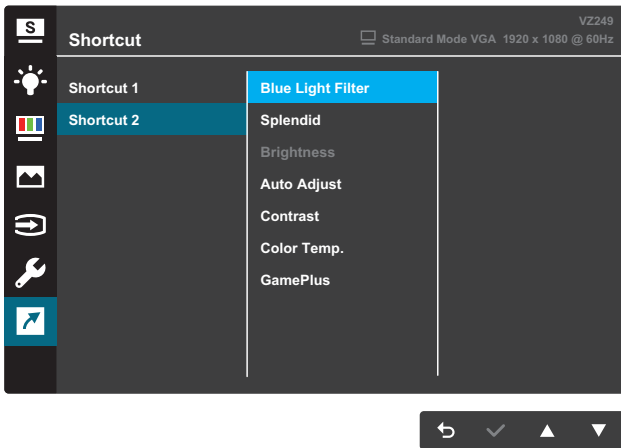 S
VZ249
Shortcut
Standard Mode VGA 1920 x 1080 @ 60Hz
Shortcut 1
Shortcut 2
Blue Light Filter
Splendid
Brightness
Auto Adjust
Contrast
Color Temp.
GamePlus